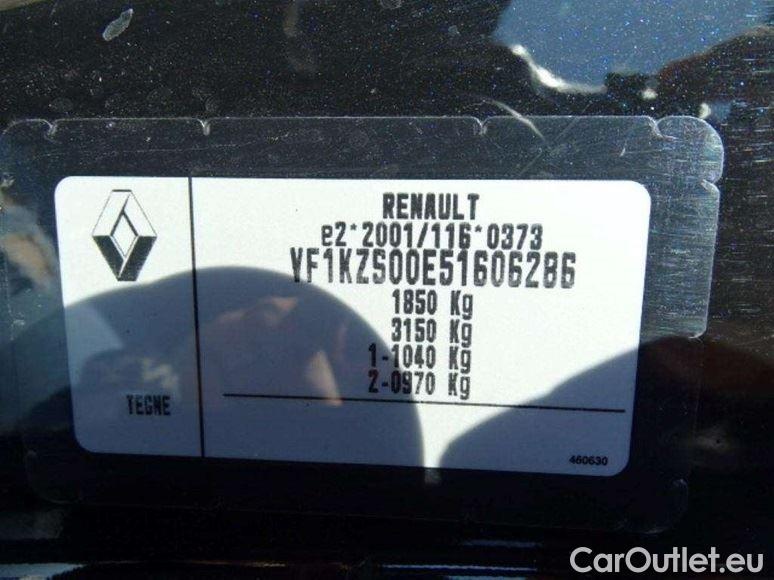 RENAULT
e2*2001/116*0373
VF1KZS00E51606286
1850 Kg
3150 Kg
1-1040 Kg
2-0970 Kg
TEGNE
460630
CarOutlet.eu